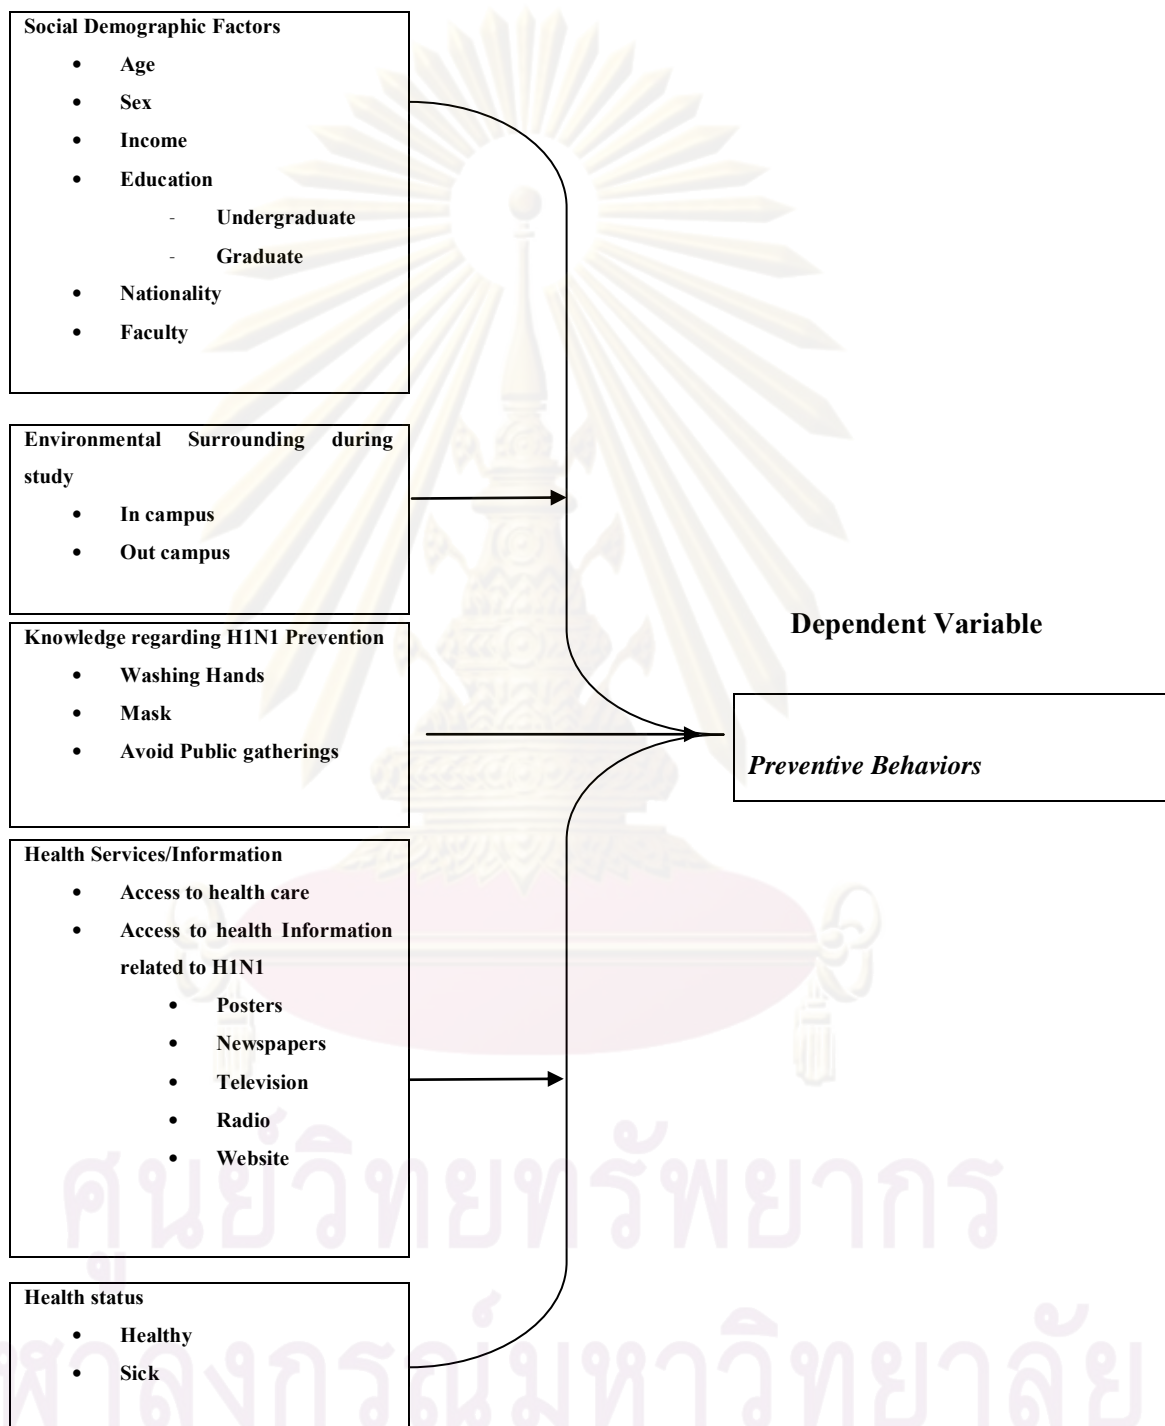 Social Demographic Factors
• Age
• Sex
• Income
• Education
- Undergraduate
- Graduate
• Nationality
• Faculty
Environmental Surrounding during
study
• In campus
• Out campus
Knowledge regarding H1N1 Prevention
• Washing Hands
• Mask
• Avoid Public gatherings
Health Services/Information
• Access to health care
• Access to health Information
related to H1N1
• Posters
• Newspapers
• Television
• Radio
• Website
Health status
• Healthy
• Sick
Dependent Variable
Preventive Behaviors
ศูนย์วิทยทรัพยากร
ฬาลงกรณ์มหาวิทยาลัย